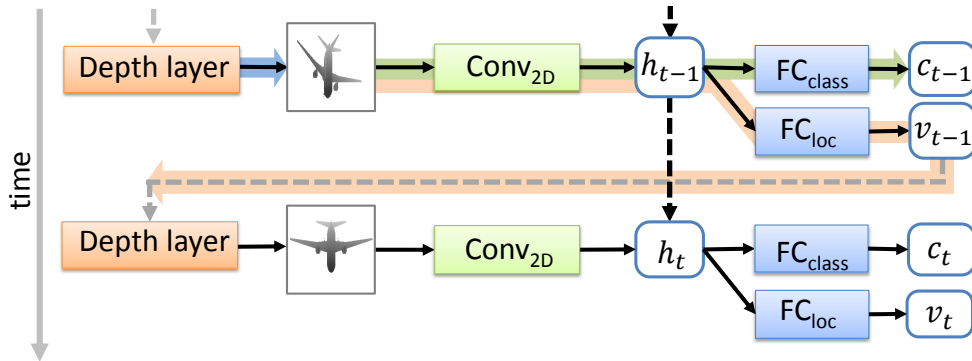 Depth layer
Conv2D
ht−1
FCclass
ct−1
FCloc
vt−1
time
Depth layer
Conv2D
ht
FCclass
ct
FCloc
vt